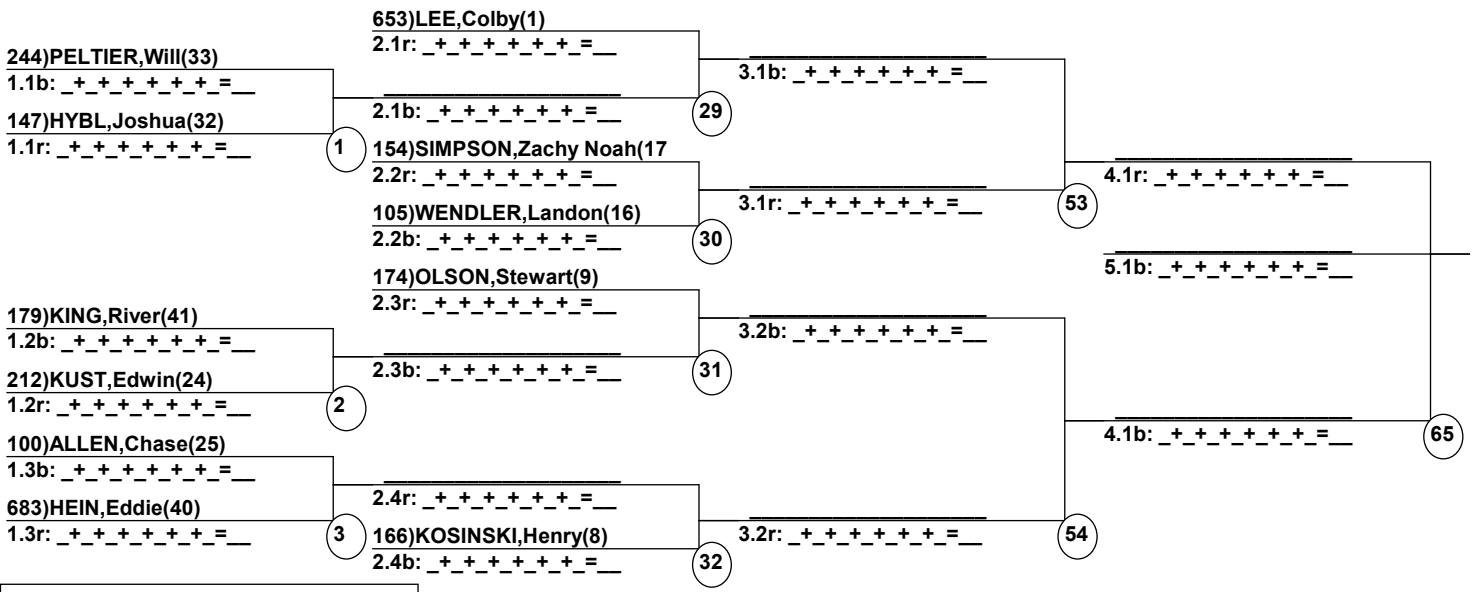 653)LEE,Colby(1)
2.1r: _+_+_+_+_+_=__
244)PELTIER,Will(33)
1.1b: _+_+_+_+_+_=__
3.1b: _+_+_+_+_+_=__
2.1b: _+_+_+_+_+_=__
29
147)HYBL,Joshua(32)
1.1r: _+_+_+_+_+_=__
1
154)SIMPSON,Zachy Noah(17
2.2r: _+_+_+_+_+_=__
4.1r: _+_+_+_+_+_=__
3.1r: _+_+_+_+_+_=__
53
105)WENDLER,Landon(16)
2.2b: _+_+_+_+_+_=__
30
5.1b: _+_+_+_+_+_=__
174)OLSON,Stewart(9)
2.3r: _+_+_+_+_+_=__
179)KING,River(41)
1.2b: _+_+_+_+_+_=__
3.2b: _+_+_+_+_+_=__
2.3b: _+_+_+_+_+_=__
31
212)KUST,Edwin(24)
1.2r: _+_+_+_+_+_=__
2
4.1b: _+_+_+_+_+_=__
65
100)ALLEN,Chase(25)
1.3b: _+_+_+_+_+_=__
2.4r: _+_+_+_+_+_=__
683)HEIN,Eddie(40)
1.3r: _+_+_+_+_+_=__
3
166)KOSINSKI,Henry(8)
3.2r: _+_+_+_+_+_=__
54
2.4b: _+_+_+_+_+_=__
32